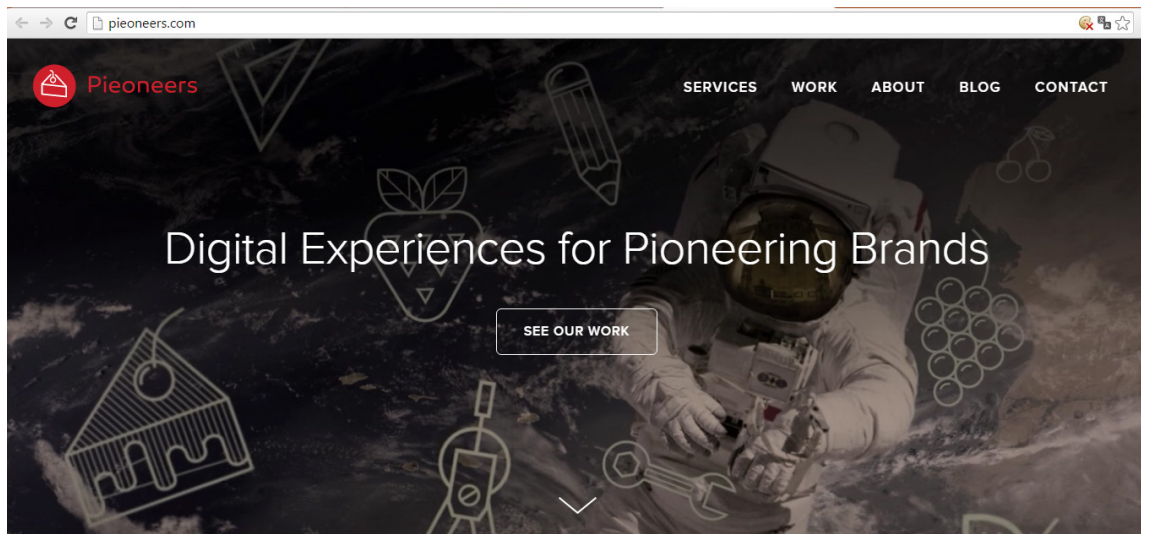 pieoneers.com
Pieoneers
SERVICES WORK ABOUT BLOG CONTACT
Digital Experiences for Pioneering Brands
SEE OUR WORK